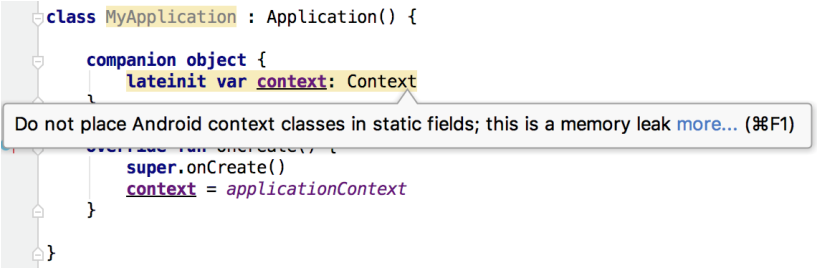 class MyApplication : Application() {
companion object {
lateinit var context: Context
Do not place Android context classes in static fields; this is a memory leak more... (⌘F1)
override fun onCreate() {
super.onCreate()
context = applicationContext
}
}